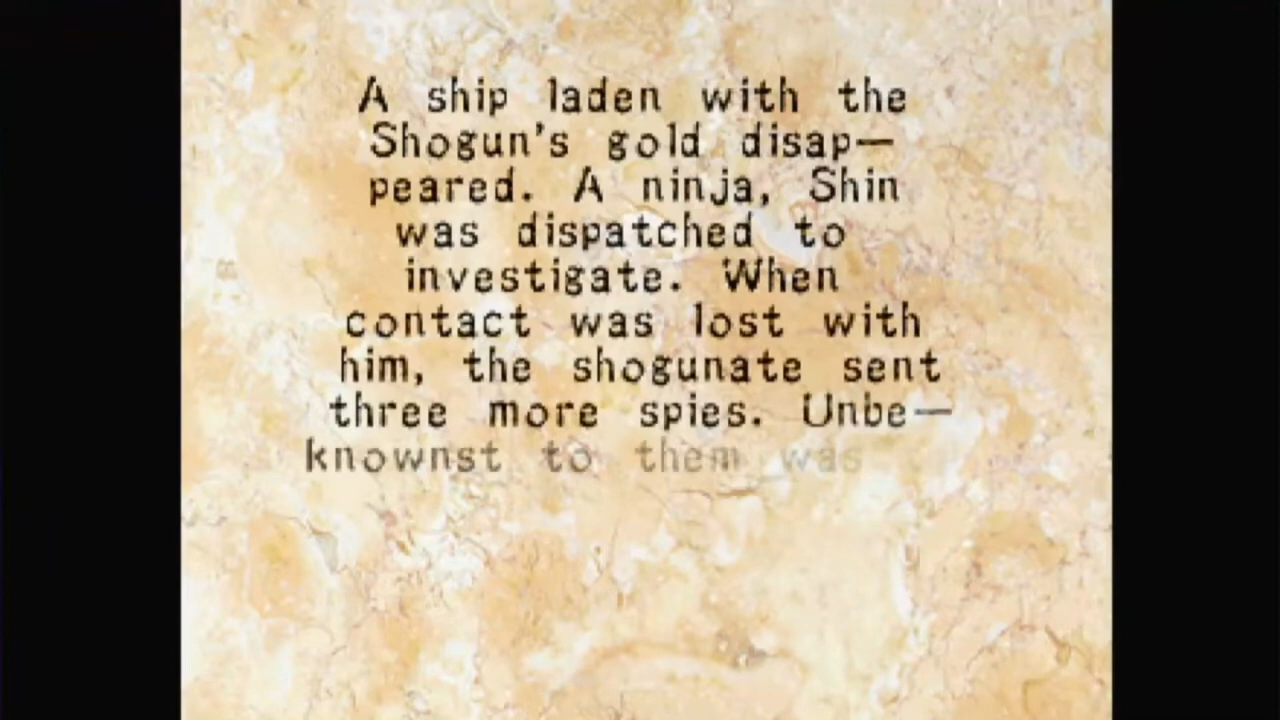 A ship laden with the
Shogun's gold disap—
peared. A ninja, Shin
was dispatched to
investigate. When
contact was lost with
him, the shogunate sent
three more spies. Unbe—
knownst to them was